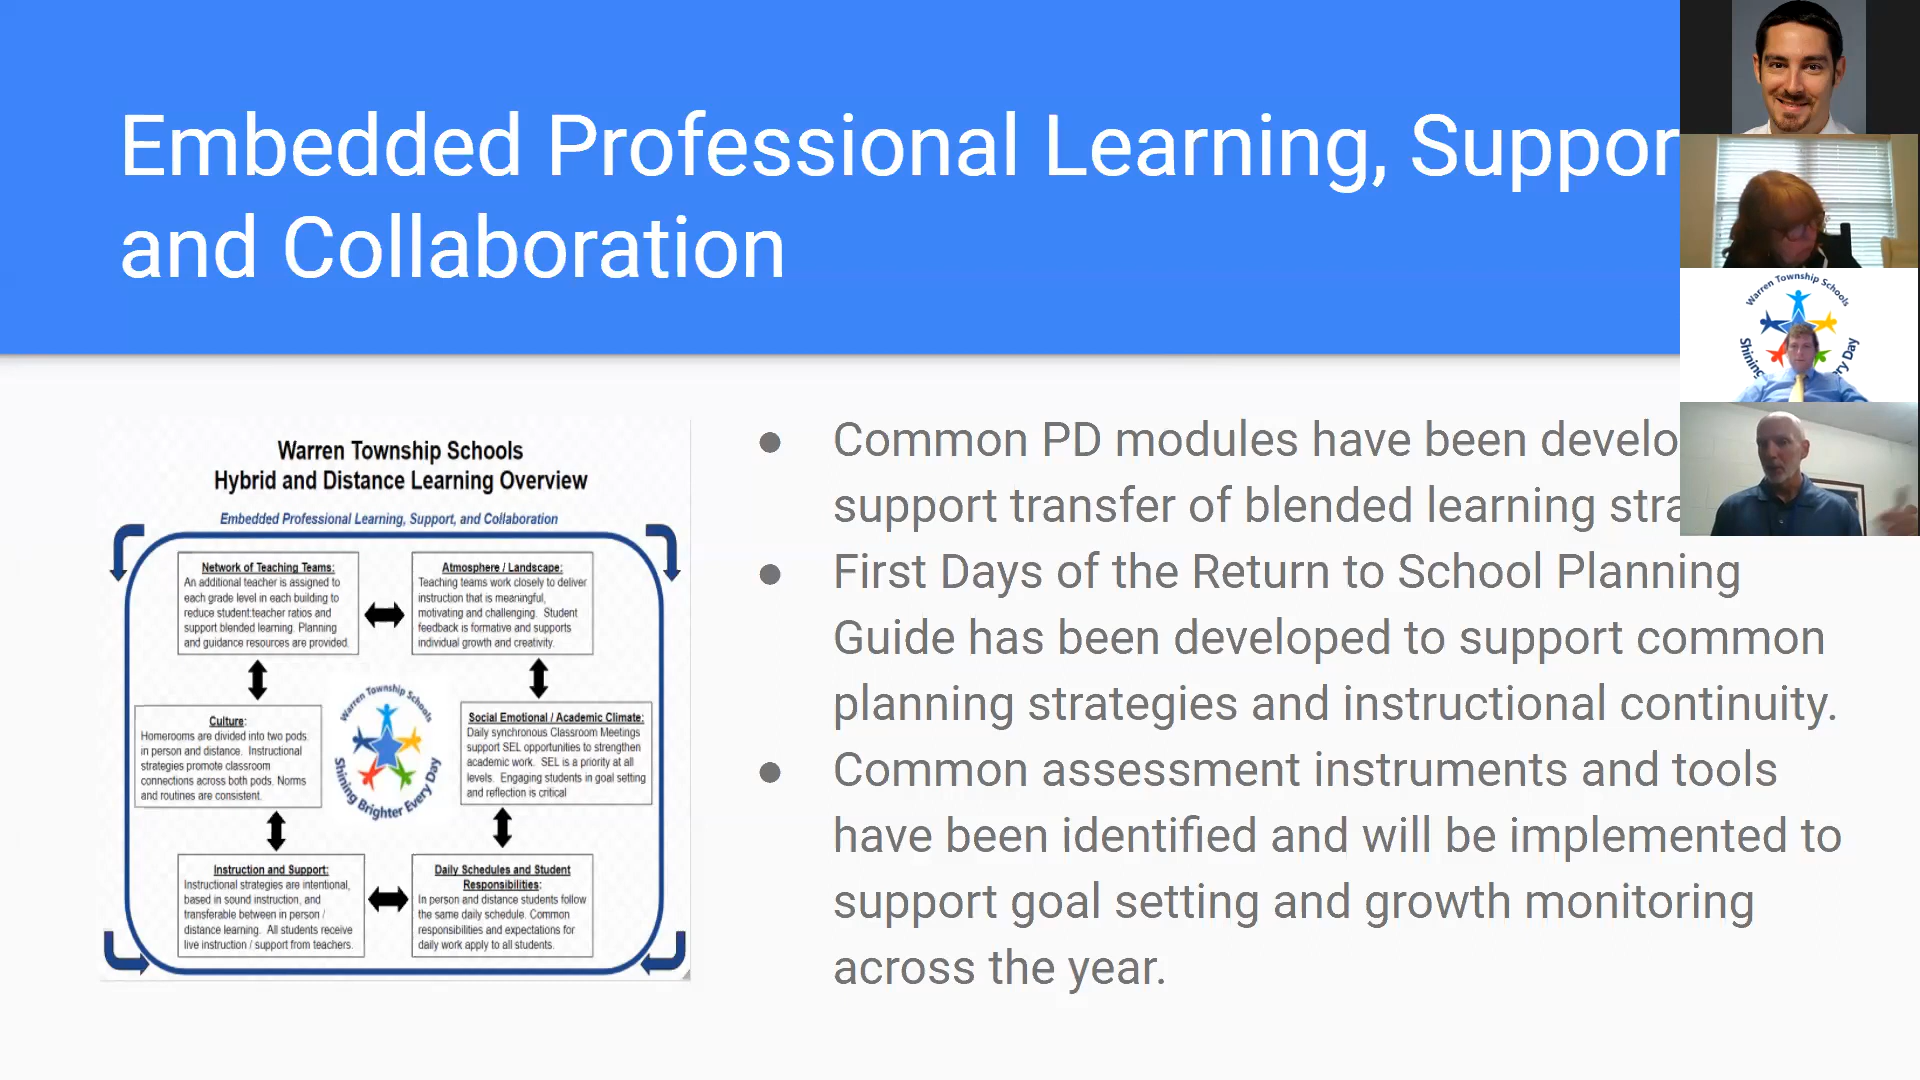 Embedded Professional Learning, Suppor
and Collaboration
Warren Township Schools
Hybrid and Distance Learning Overview
Embedded Professional Learning, Support, and Collaboration
Network of Teaching Teams:
An additional teacher is assigned to
each grade level in each building to
reduce student:teacher ratios and
support blended learning. Planning
and guidance resources are provided.
Atmosphere / Landscape:
Teaching teams work closely to deliver
instruction that is meaningful,
motivating and challenging. Student
feedback is formative and supports
individual growth and creativity.
Culture:
Homerooms are divided into two pods:
in person and distance. Instructional
strategies promote classroom
connections across both pods. Norms
and routines are consistent.
Warren Township Schools
Shining Brighter Every Day
Social Emotional / Academic Climate:
Daily synchronous Classroom Meetings
support SEL opportunities to strengthen
academic work. SEL is a priority at all
levels. Engaging students in goal setting
and reflection is critical
Instruction and Support:
Instructional strategies are intentional,
based in sound instruction, and
transferable between in person /
distance learning. All students receive
live instruction / support from teachers.
Daily Schedules and Student
Responsibilities:
In person and distance students follow
the same daily schedule. Common
responsibilities and expectations for
daily work apply to all students.
● Common PD modules have been develo
support transfer of blended learning stra
● First Days of the Return to School Planning
Guide has been developed to support common
planning strategies and instructional continuity.
● Common assessment instruments and tools
have been identified and will be implemented to
support goal setting and growth monitoring
across the year.
Warren Township Schools
Shining
ry Day